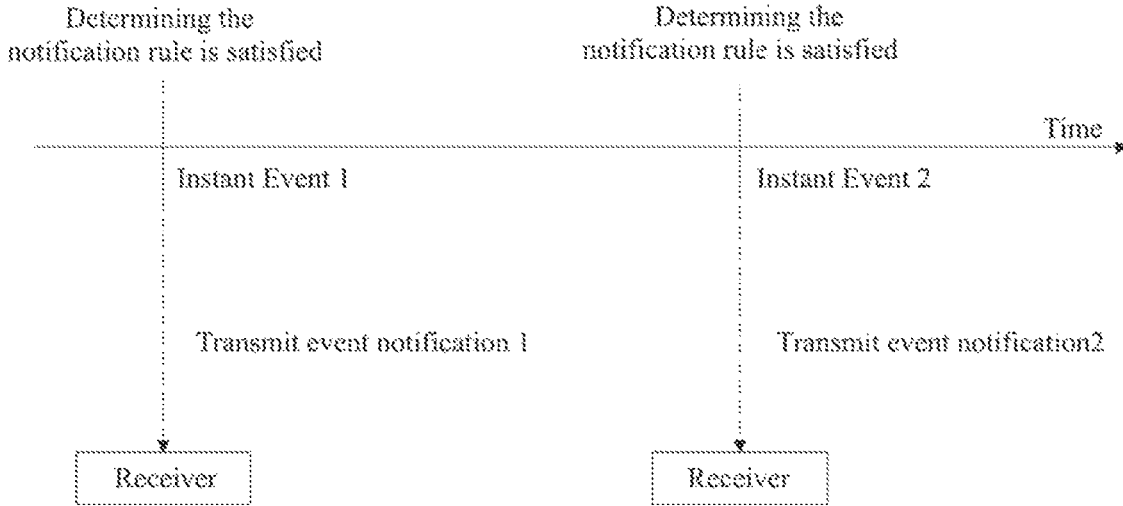 Determining the
notification rule is satisfied
Determining the
notification rule is satisfied
Time
Instant Event 1
Instant Event 2
Transmit event notification 1
Transmit event notification2
Receiver
Receiver